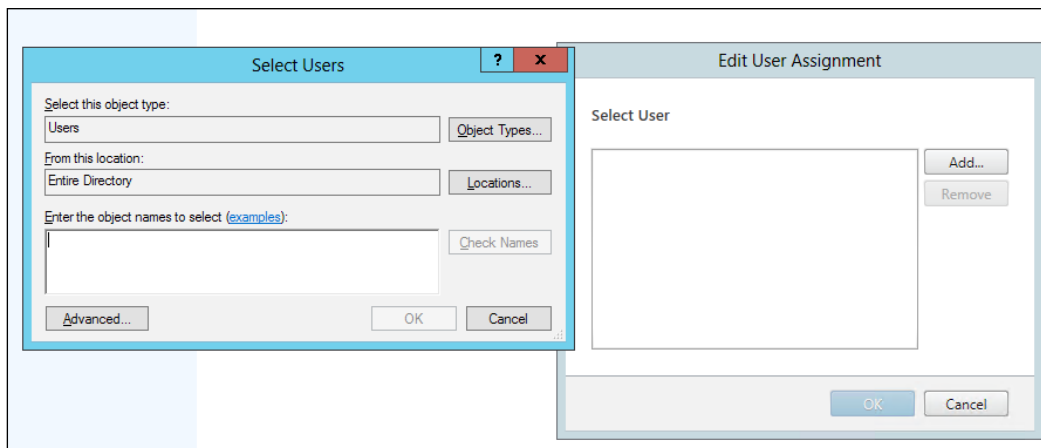 Select Users
?
x
Select this object type:
Users
Object Types...
From this location:
Entire Directory
Locations...
Enter the object names to select (examples):
Check Names
Advanced...
OK
Cancel
Edit User Assignment
Select User
Add...
Remove
OK
Cancel